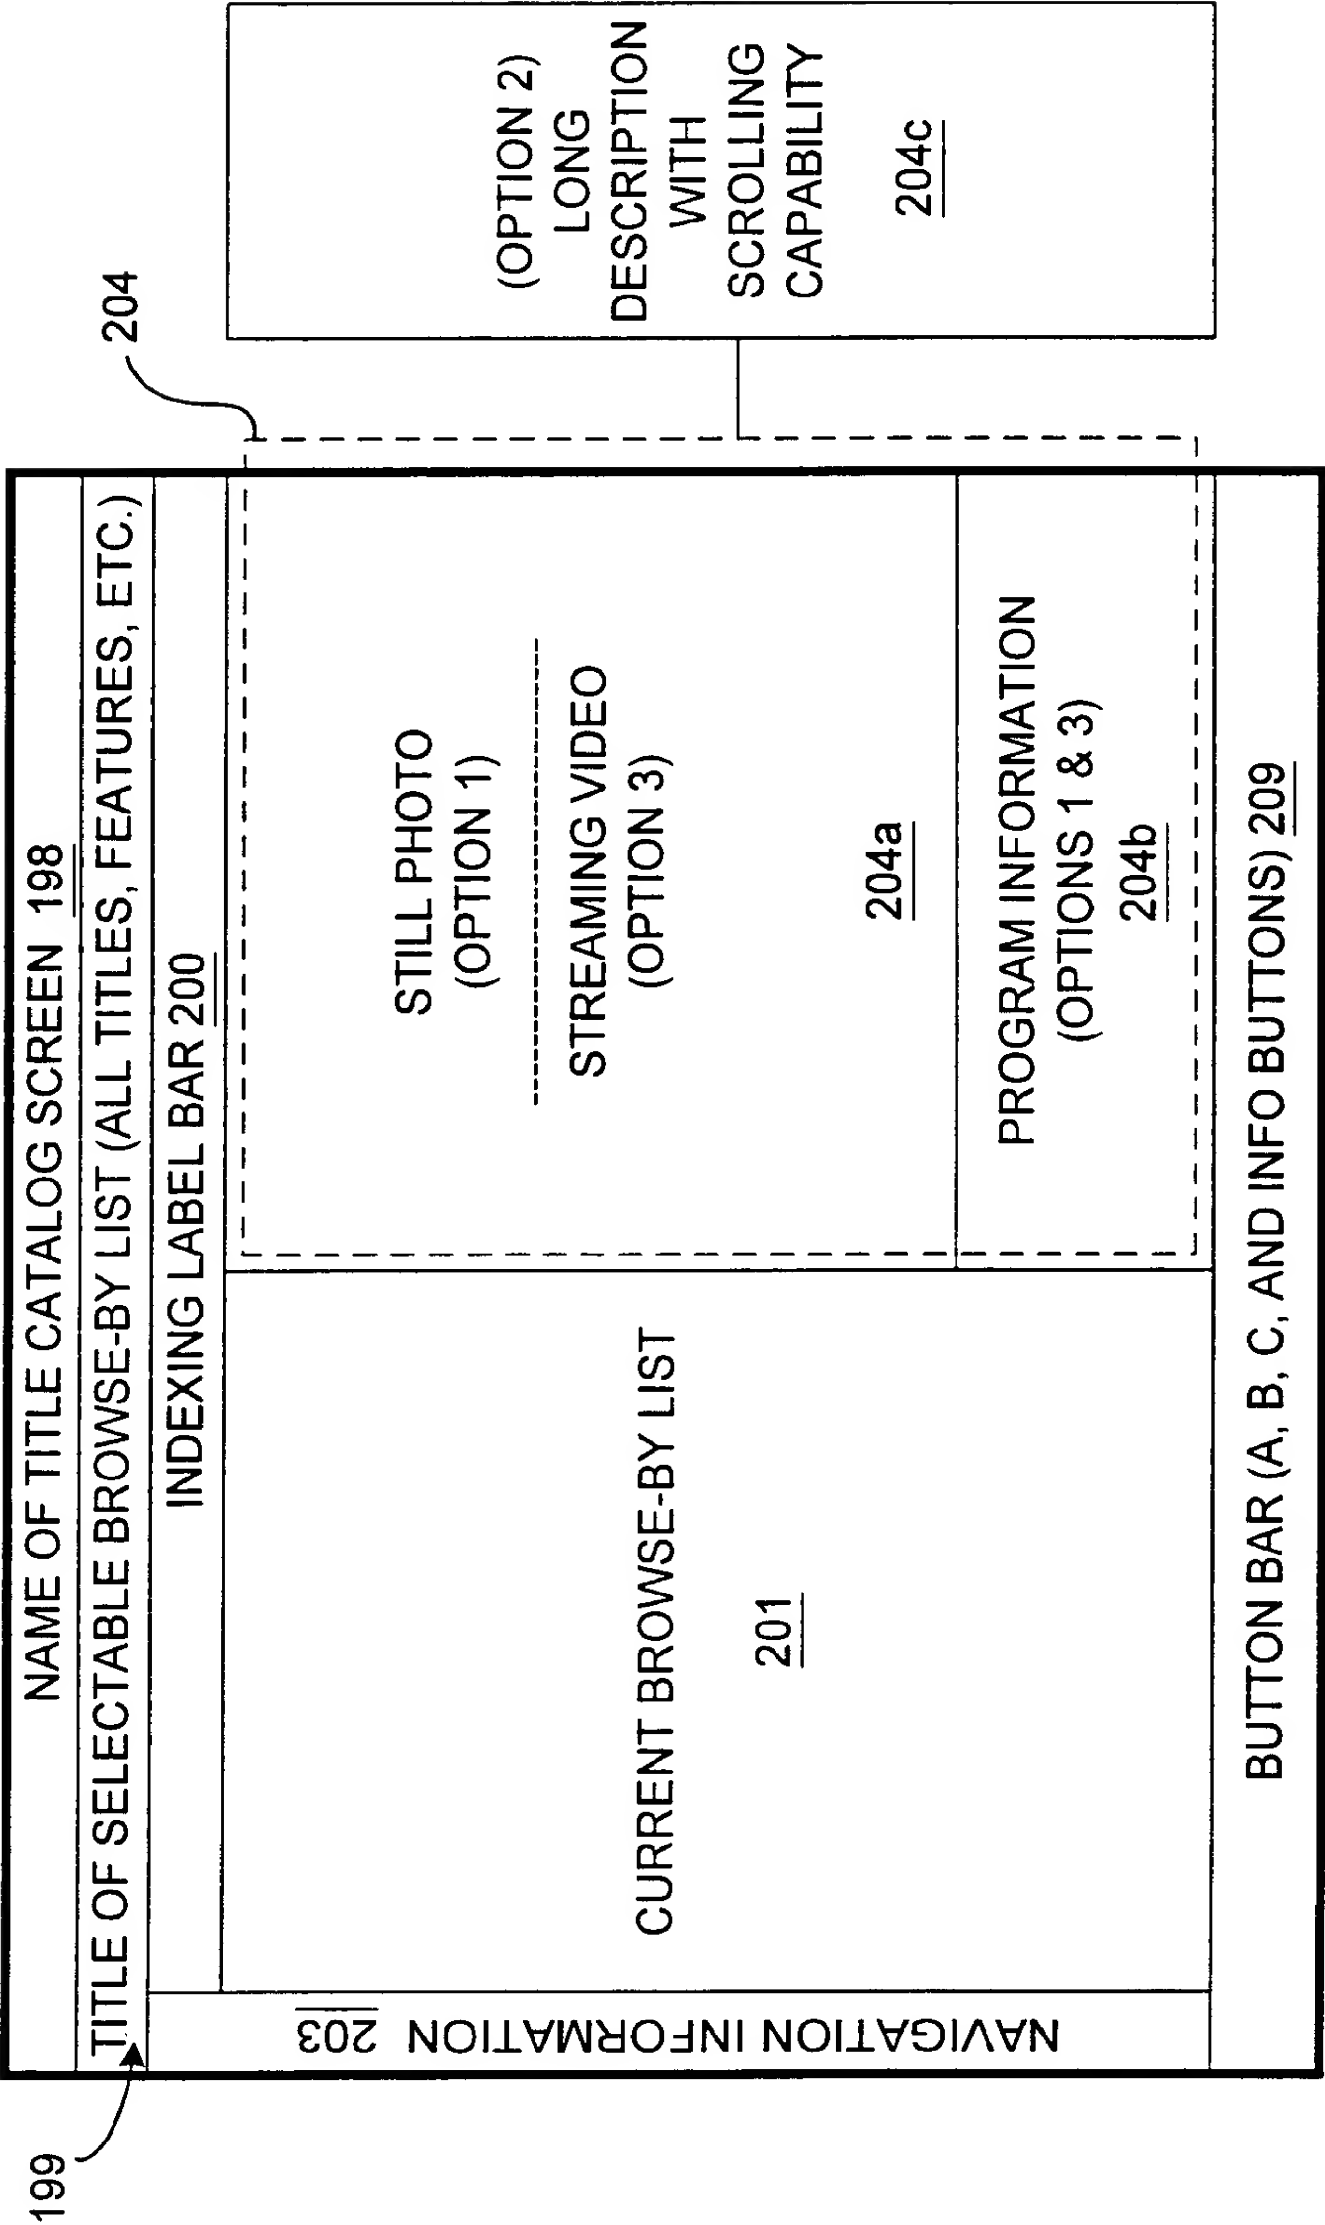 NAME OF TITLE CATALOG SCREEN 198
199
TITLE OF SELECTABLE BROWSE-BY LIST (ALL TITLES, FEATURES, ETC.)
204
INDEXING LABEL BAR 200
NAVIGATION INFORMATION 203
CURRENT BROWSE-BY LIST
201
STILL PHOTO
(OPTION 1)
STREAMING VIDEO
(OPTION 3)
204a
PROGRAM INFORMATION
(OPTIONS 1 & 3)
204b
(OPTION 2)
LONG
DESCRIPTION
WITH
SCROLLING
CAPABILITY
204c
BUTTON BAR (A, B, C, AND INFO BUTTONS) 209